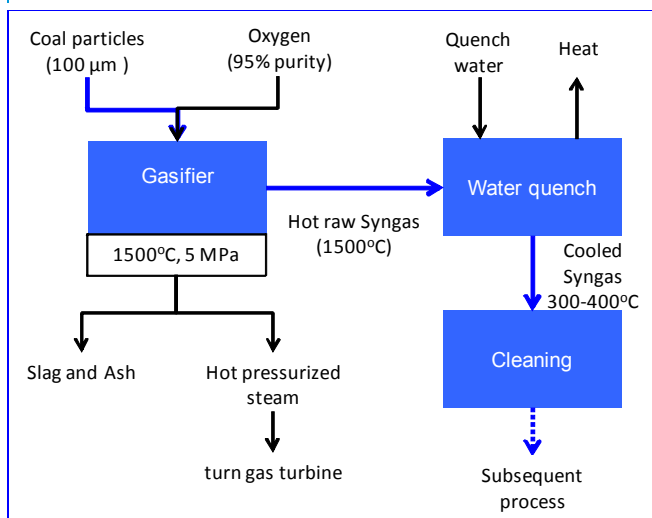 Coal particles
(100 µm )
Oxygen
(95% purity)
Quench
water
Heat
Gasifier
Water quench
Hot raw Syngas
(1500°C)
1500°C, 5 MPa
Cooled
Syngas
300-400°C
Slag and Ash
Hot pressurized
steam
Cleaning
turn gas turbine
Subsequent
process